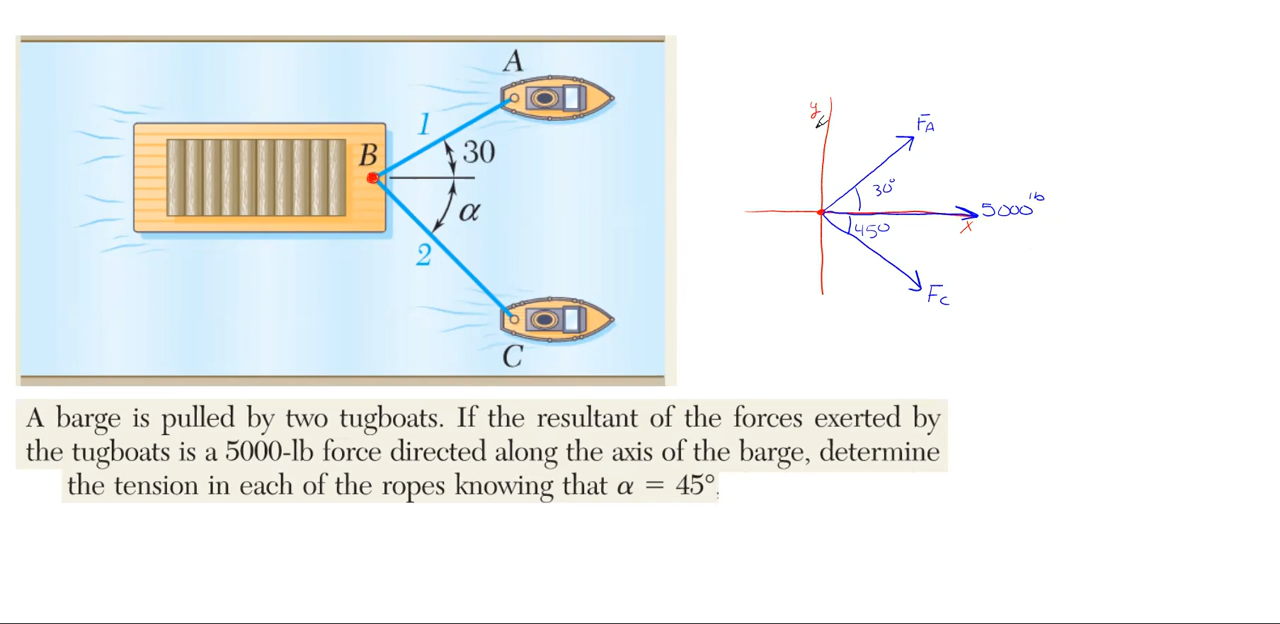 A
1
B
30
α
2
C
y
FA
30°
5000 lb
x
45°
Fc
A barge is pulled by two tugboats. If the resultant of the forces exerted by
the tugboats is a 5000-lb force directed along the axis of the barge, determine
the tension in each of the ropes knowing that α = 45°.